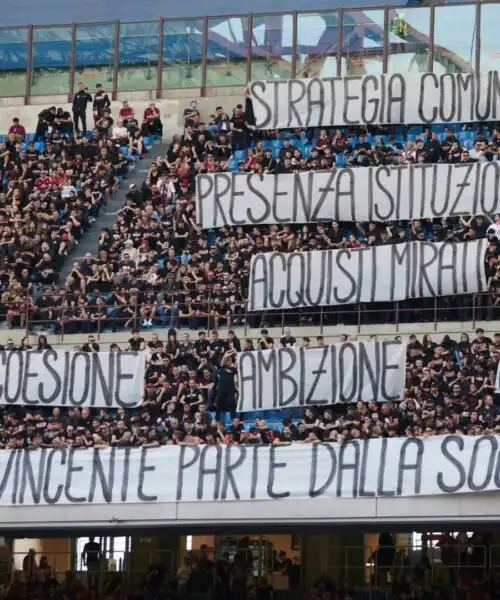 STRATEGIA COMUN
PRESENZA ISTITUZIO
ACQUISTI MIRATI
COESIONE
AMBIZIONE
VINCENTE PARTE DALLA SO